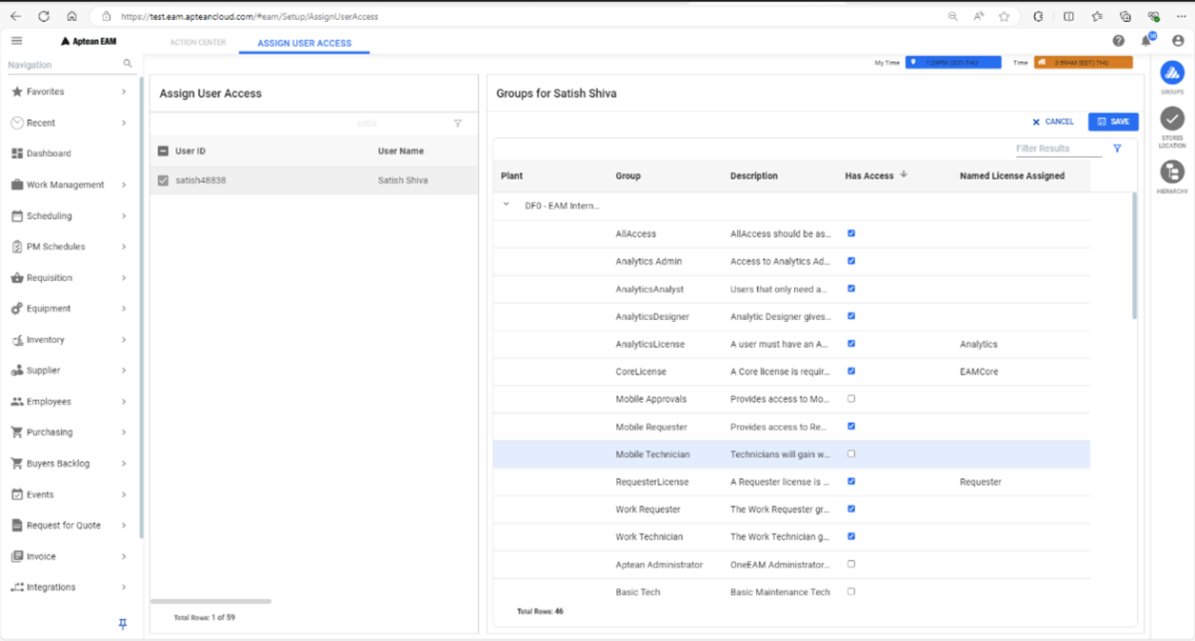 https://test.eam.apteancloud.com/#eam/Setup/AssignUserAccess
Aptean EAM
ACTION CENTER
ASSIGN USER ACCESS
Navigation
Favorites
Recent
Dashboard
Work Management
Scheduling
PM Schedules
Requisition
Equipment
Inventory
Supplier
Employees
Purchasing
Buyers Backlog
Events
Request for Quote
Invoice
Integrations
My Time
1:29PM (IST) THU
Time
3:59AM (EDT) THU
Assign User Access
satis
User ID User Name
satish48838 Satish Shiva
Total Rows: 1 of 59
Groups for Satish Shiva
CANCEL
SAVE
Filter Results
Plant Group Description Has Access Named License Assigned
DF0 - EAM Intern...
AllAccess AllAccess should be as...
Analytics Admin Access to Analytics Ad...
AnalyticsAnalyst Users that only need a...
AnalyticsDesigner Analytic Designer gives...
AnalyticsLicense A user must have an A... Analytics
CoreLicense A Core license is requir... EAMCore
Mobile Approvals Provides access to Mo...
Mobile Requester Provides access to Re...
Mobile Technician Technicians will gain w...
RequesterLicense A Requester license is ... Requester
Work Requester The Work Requester gr...
Work Technician The Work Technician g...
Aptean Administrator OneEAM Administrator...
Basic Tech Basic Maintenance Tech
Total Rows: 46
GROUPS
STORES
LOCATION
HIERARCHY